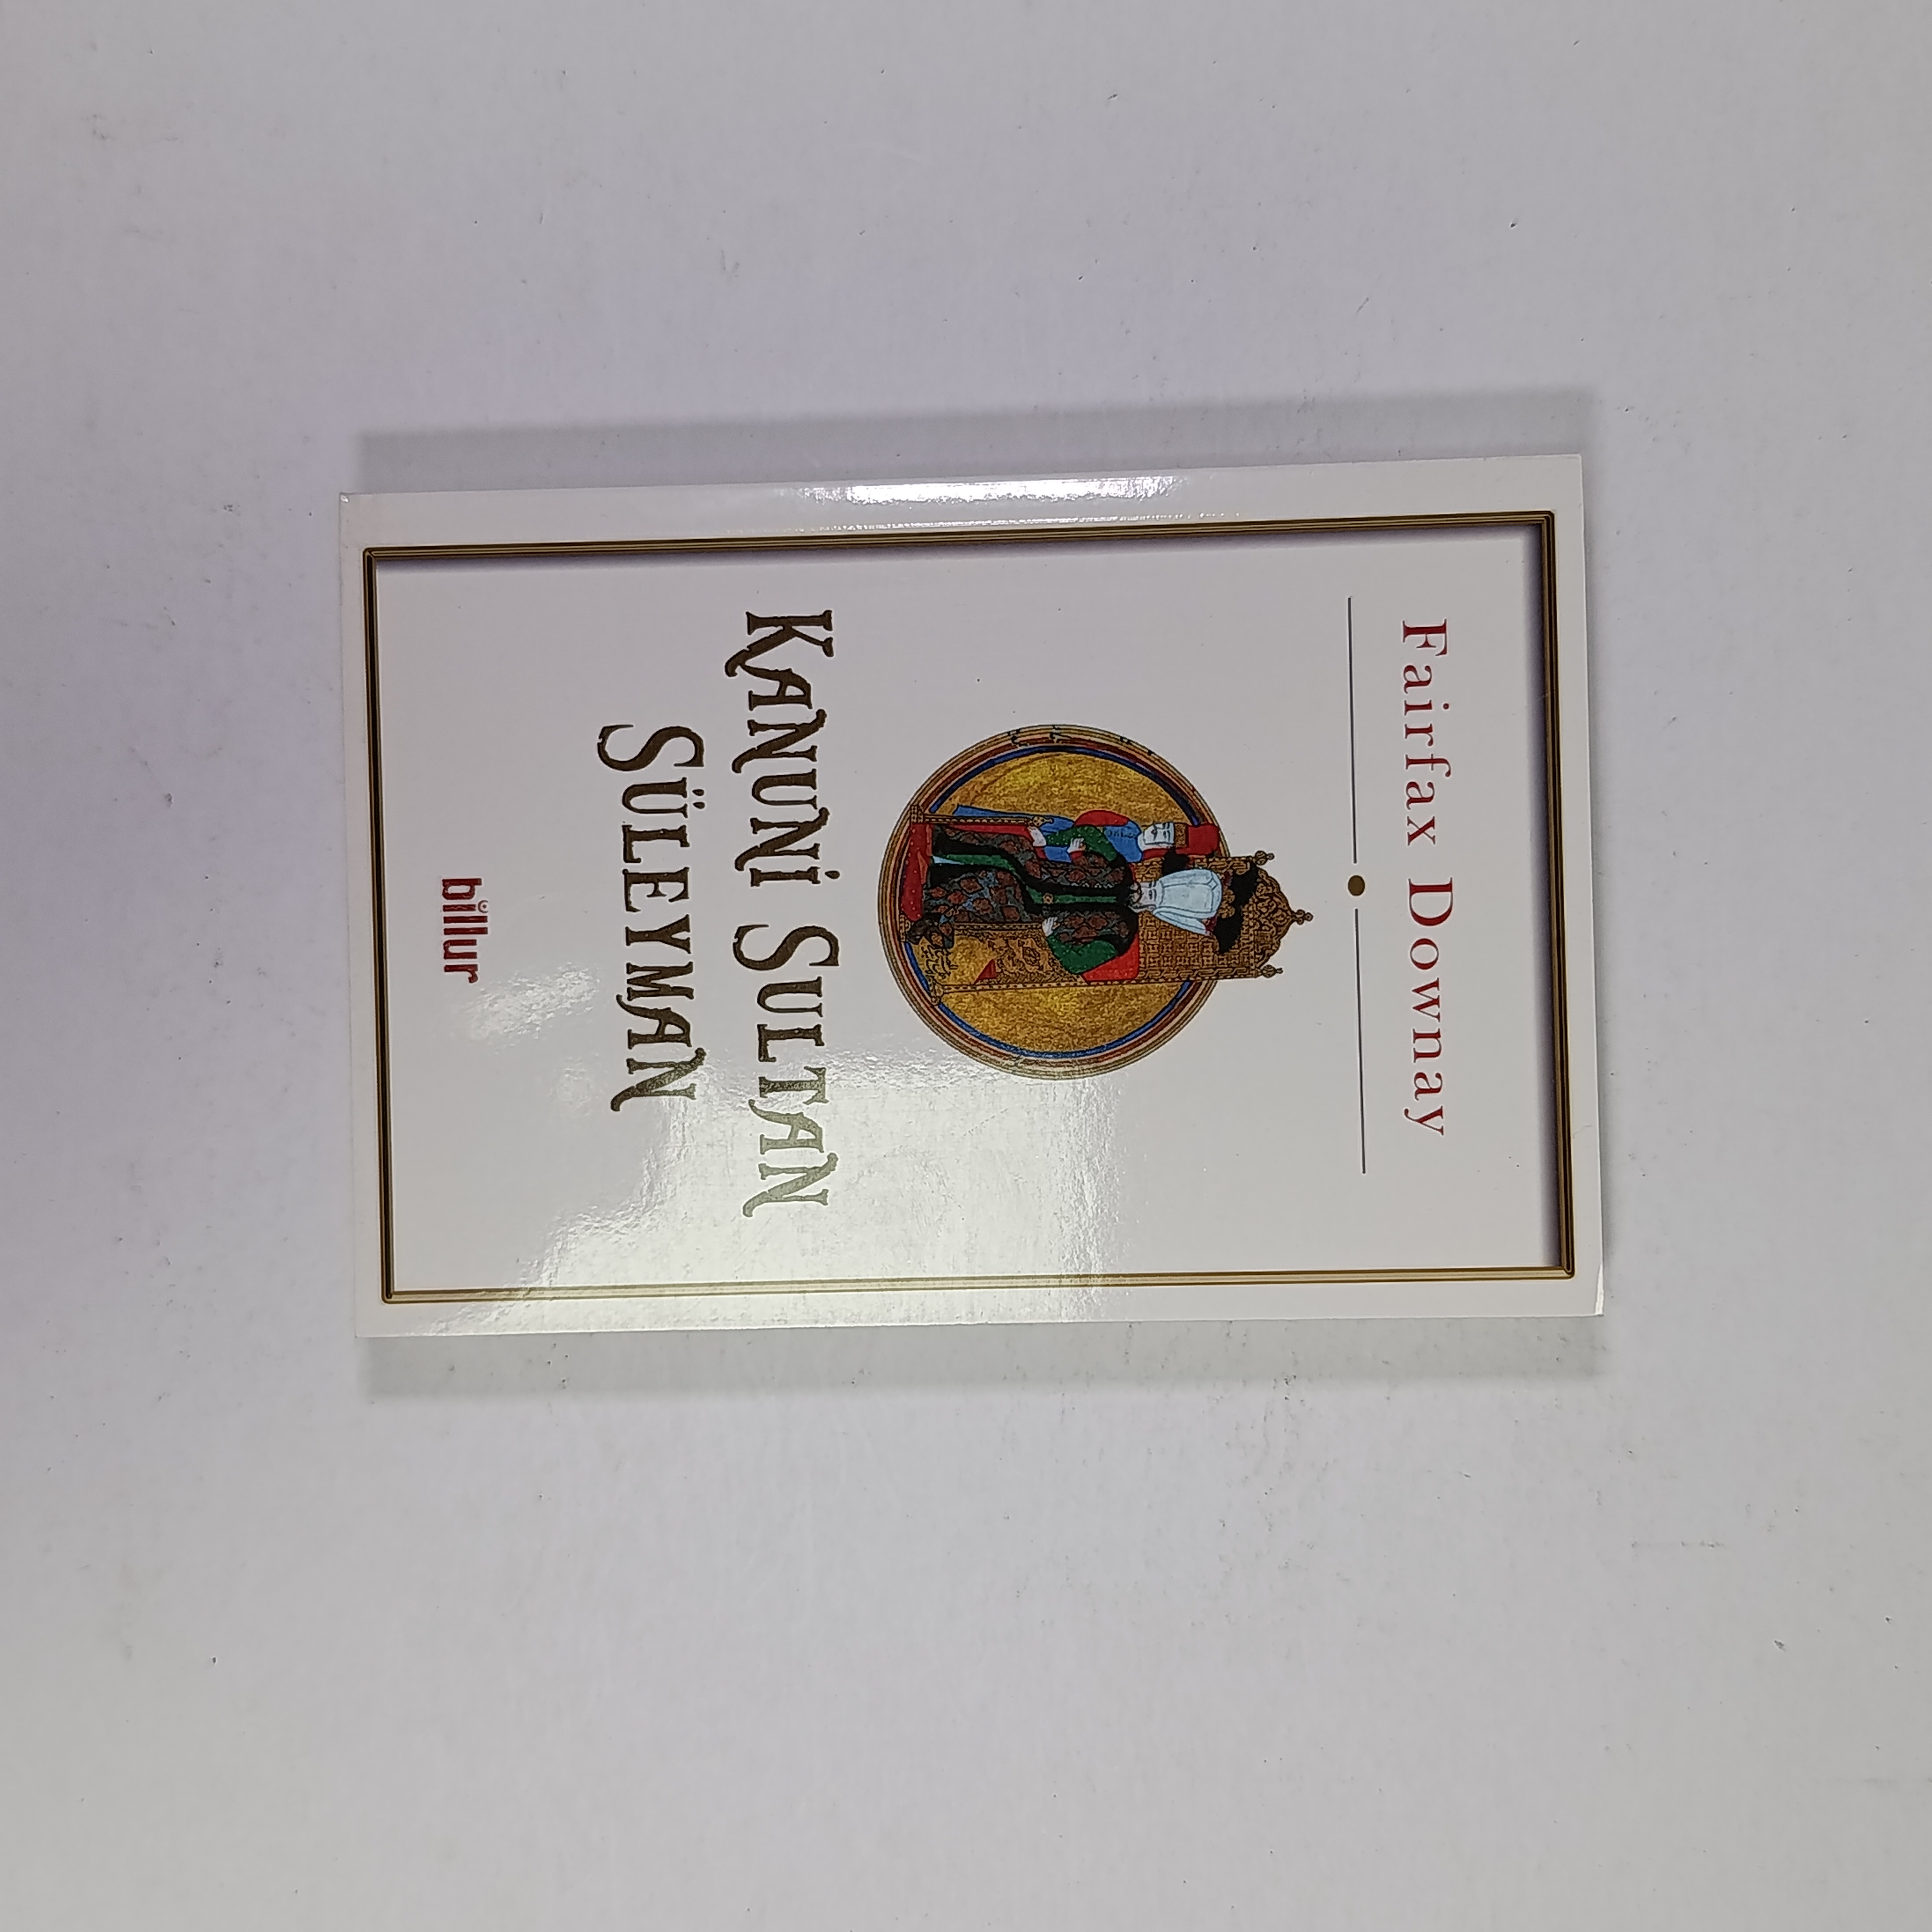 Fairfax Downay
KANUNİ SULTAN
SÜLEYMAN
billur